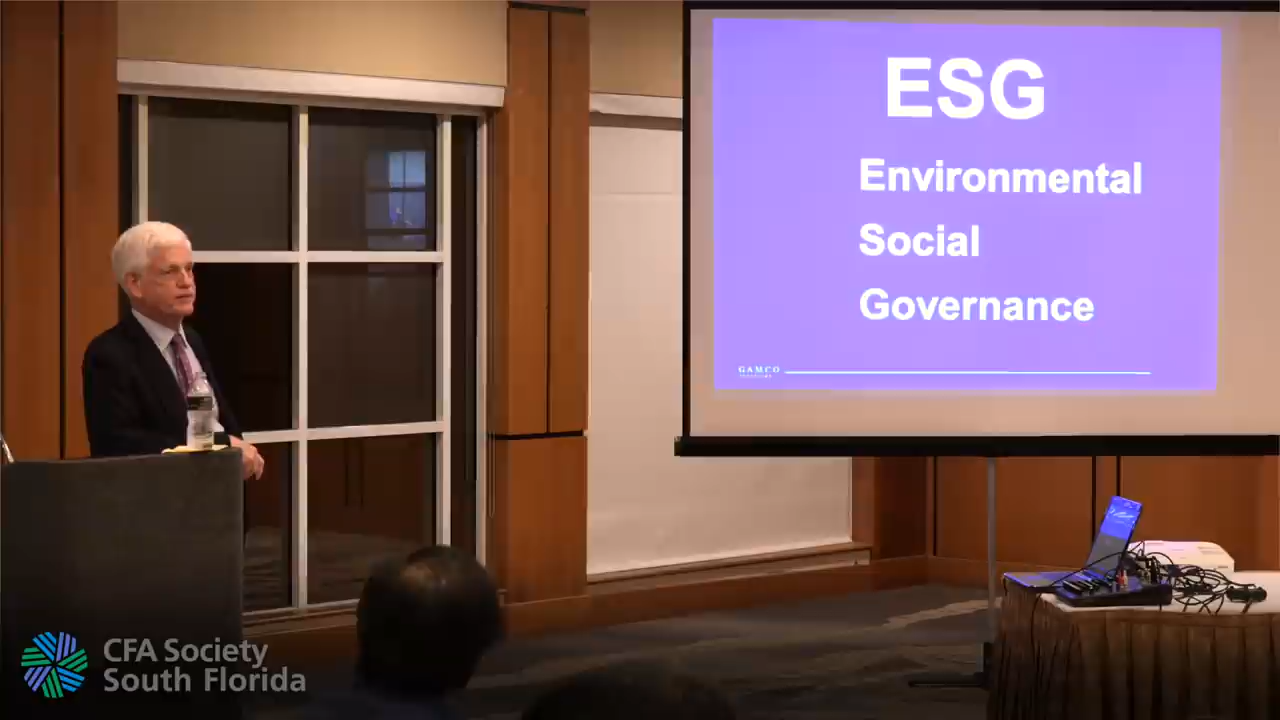 ESG
Environmental
Social
Governance
GAMCO
CFA Society
South Florida